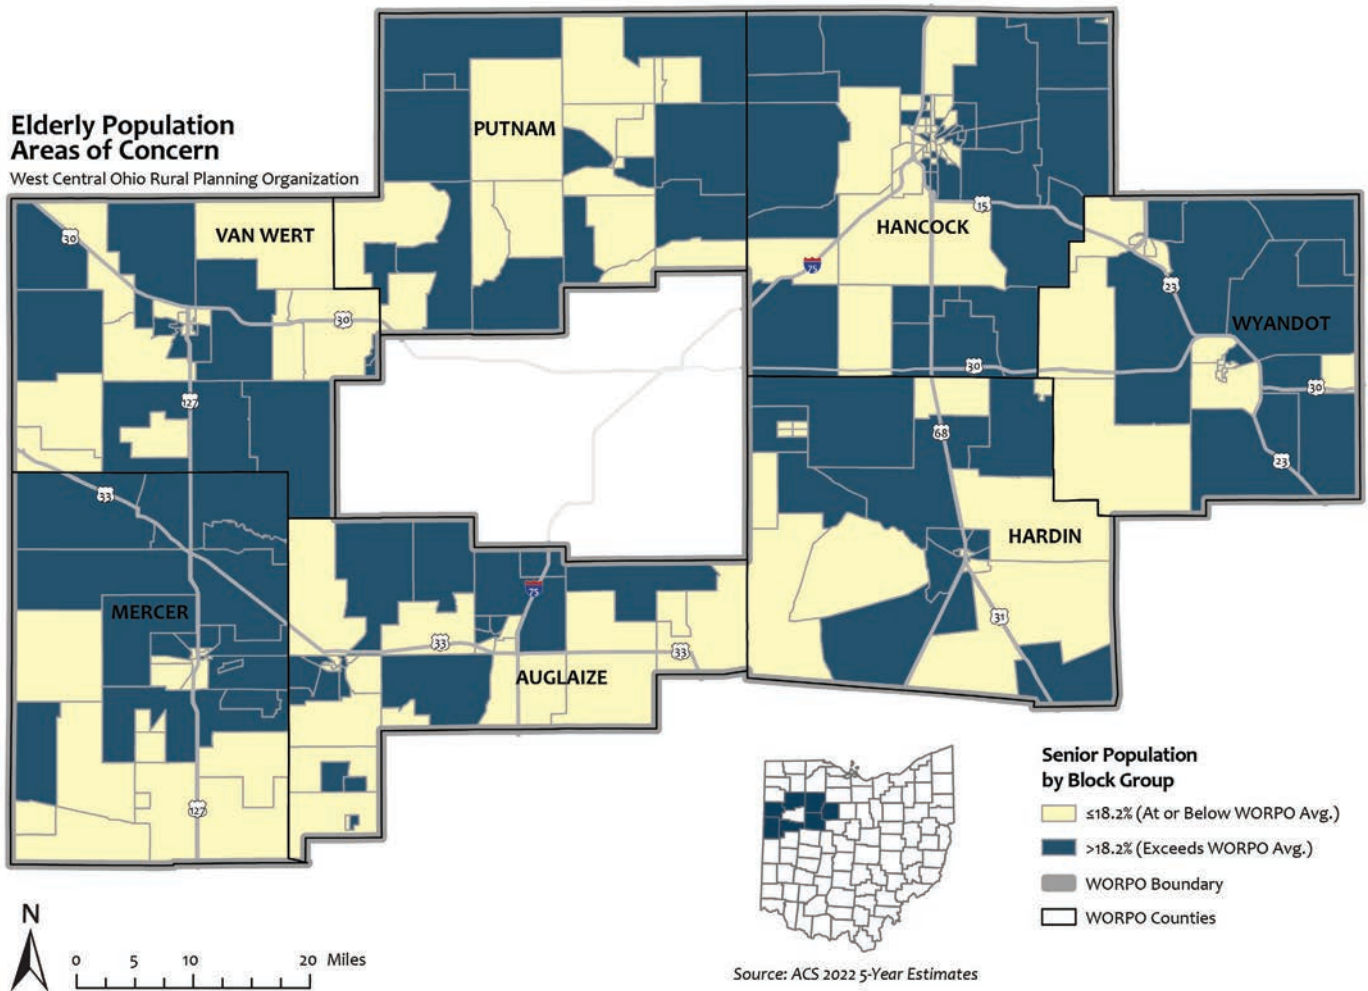 Elderly Population
Areas of Concern
West Central Ohio Rural Planning Organization
PUTNAM
VAN WERT
HANCOCK
WYANDOT
HARDIN
MERCER
AUGLAIZE
30
30
127
33
127
33
33
75
75
15
23
30
30
23
68
31
Senior Population
by Block Group
≤18.2% (At or Below WORPO Avg.)
>18.2% (Exceeds WORPO Avg.)
WORPO Boundary
WORPO Counties
N
0 5 10 20 Miles
Source: ACS 2022 5-Year Estimates